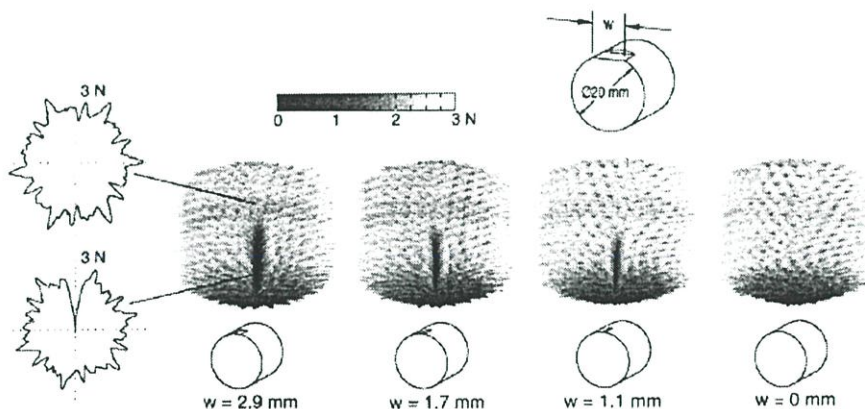 w
Ø20 mm
3 N
0 1 2 3 N
3 N
w = 2.9 mm w = 1.7 mm w = 1.1 mm w = 0 mm